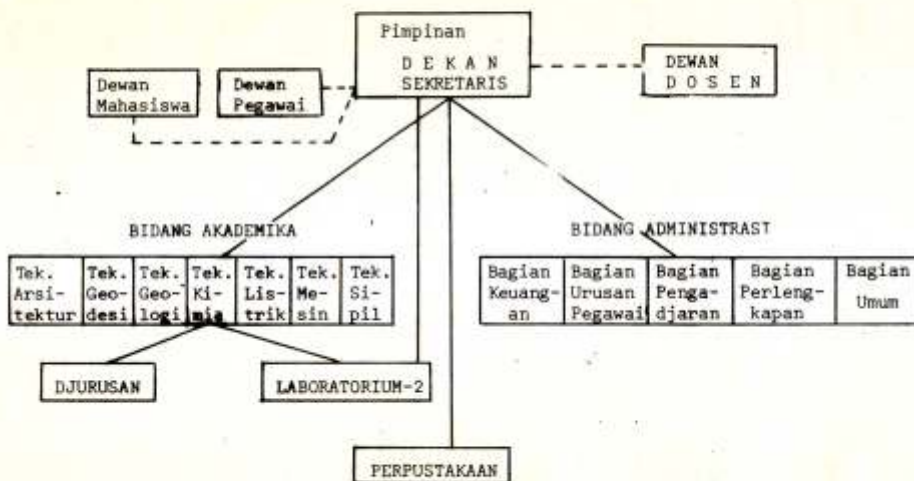 Pimpinan
D E K A N
SEKRETARIS
DEWAN
D O S E N
Dewan
Mahasiswa
Dewan
Pegawai
BIDANG AKADEMIKA
Tek.
Arsi-
tektur
Tek.
Geo-
desi
Tek.
Geo-
logi
Tek.
Ki-
mia
Tek.
Lis-
trik
Tek.
Me-
sin
Tek.
Si-
pil
BIDANG ADMINISTRAST
Bagian
Keuang-
an
Bagian
Urusan
Pegawai
Bagian
Penga-
djaran
Bagian
Perleng-
kapan
Bagian
Umum
DJURUSAN
LABORATORIUM-2
PERPUSTAKAAN